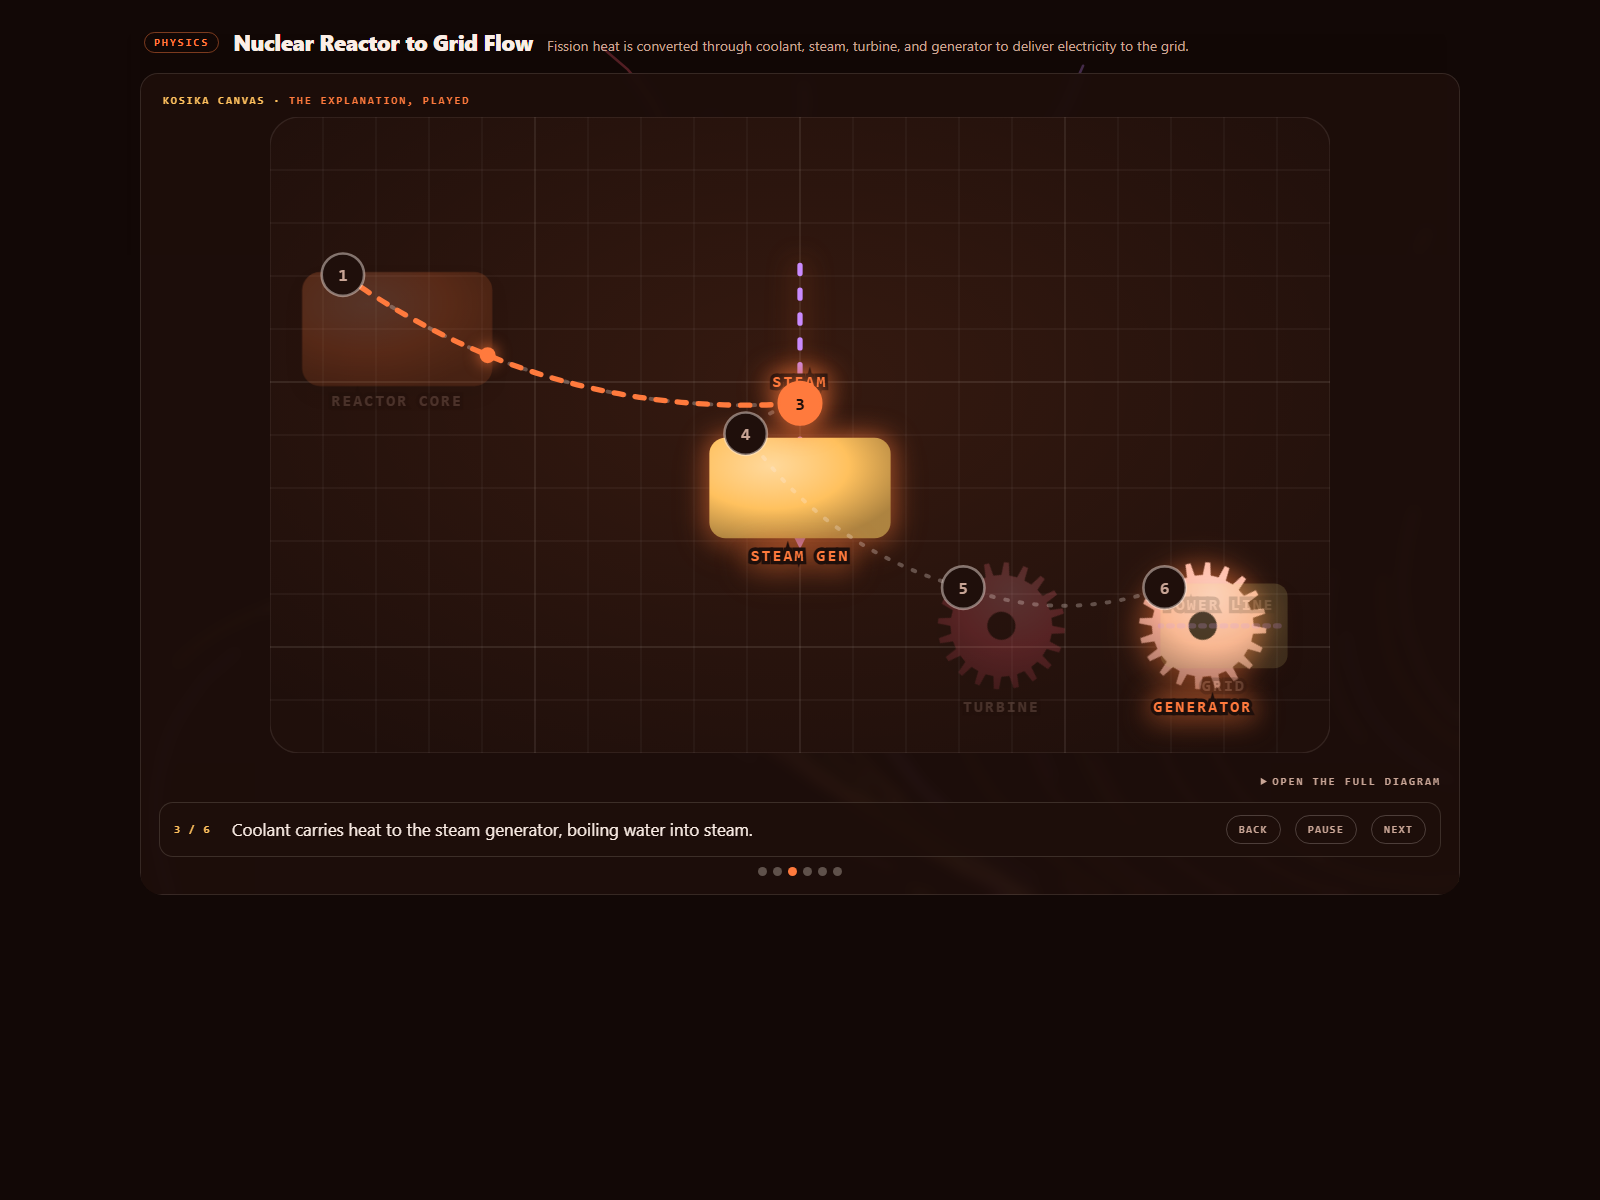 PHYSICS
Nuclear Reactor to Grid Flow
Fission heat is converted through coolant, steam, turbine, and generator to deliver electricity to the grid.
KOSIKA CANVAS · THE EXPLANATION, PLAYED
1
REACTOR CORE
STEAM
3
4
STEAM GEN
5
6
POWER LINE
GRID
TURBINE
GENERATOR
▶ OPEN THE FULL DIAGRAM
3 / 6
Coolant carries heat to the steam generator, boiling water into steam.
BACK
PAUSE
NEXT